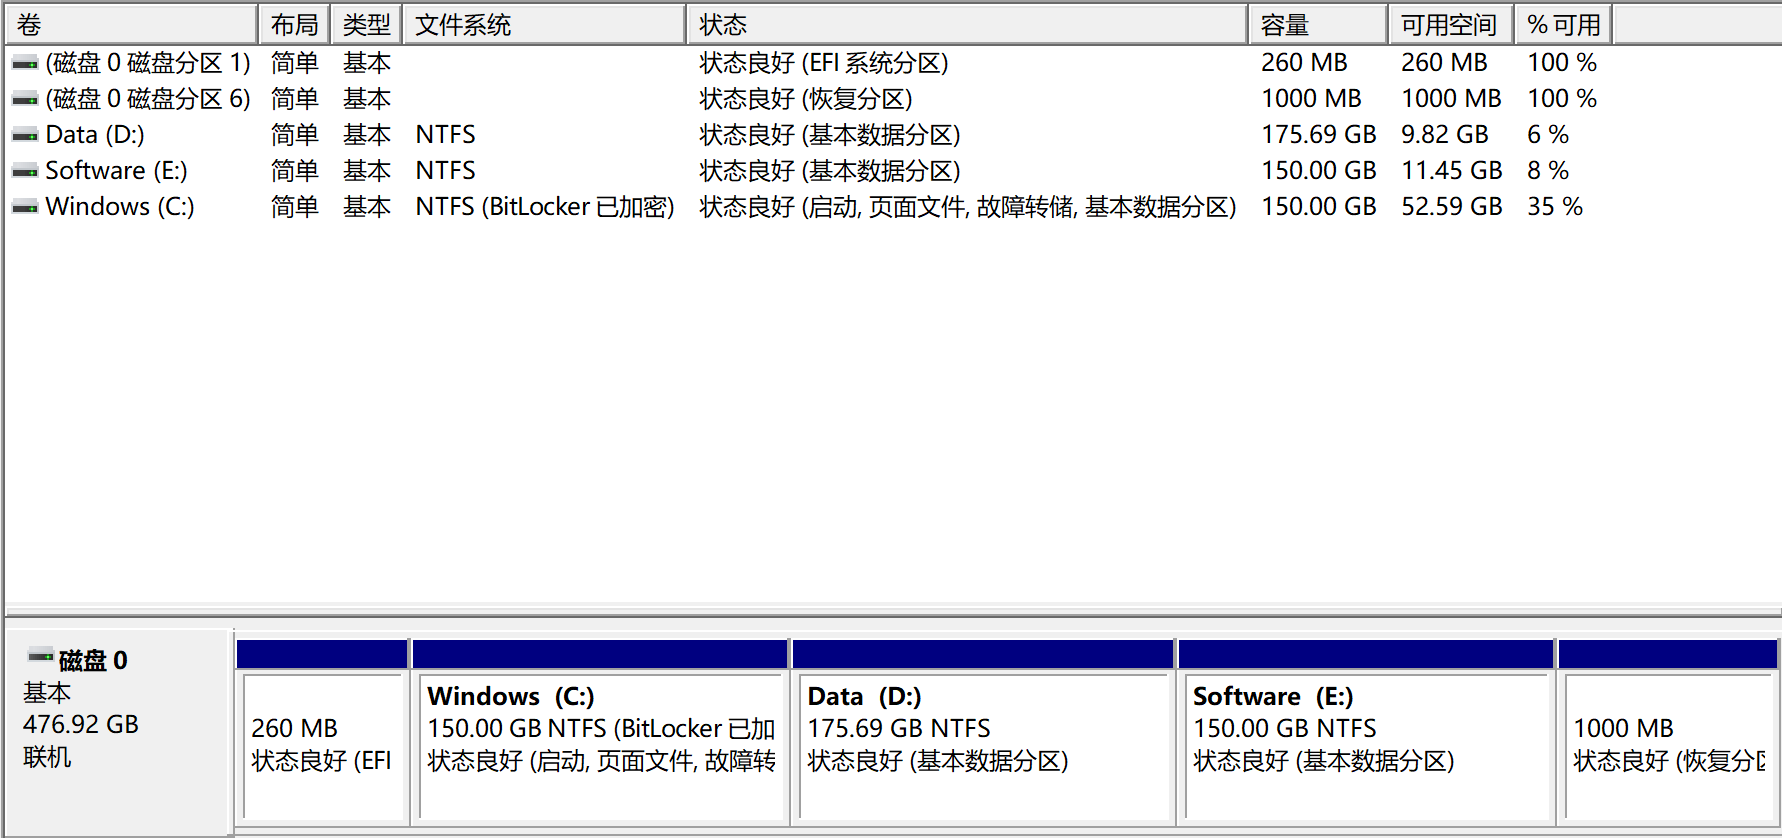 卷 布局 类型 文件系统 状态 容量 可用空间 % 可用
(磁盘 0 磁盘分区 1) 简单 基本 状态良好 (EFI 系统分区) 260 MB 260 MB 100 %
(磁盘 0 磁盘分区 6) 简单 基本 状态良好 (恢复分区) 1000 MB 1000 MB 100 %
Data (D:) 简单 基本 NTFS 状态良好 (基本数据分区) 175.69 GB 9.82 GB 6 %
Software (E:) 简单 基本 NTFS 状态良好 (基本数据分区) 150.00 GB 11.45 GB 8 %
Windows (C:) 简单 基本 NTFS (BitLocker 已加密) 状态良好 (启动, 页面文件, 故障转储, 基本数据分区) 150.00 GB 52.59 GB 35 %
磁盘 0
基本
476.92 GB
联机
260 MB
状态良好 (EFI
Windows (C:)
150.00 GB NTFS (BitLocker 已加
状态良好 (启动, 页面文件, 故障转
Data (D:)
175.69 GB NTFS
状态良好 (基本数据分区)
Software (E:)
150.00 GB NTFS
状态良好 (基本数据分区)
1000 MB
状态良好 (恢复分区